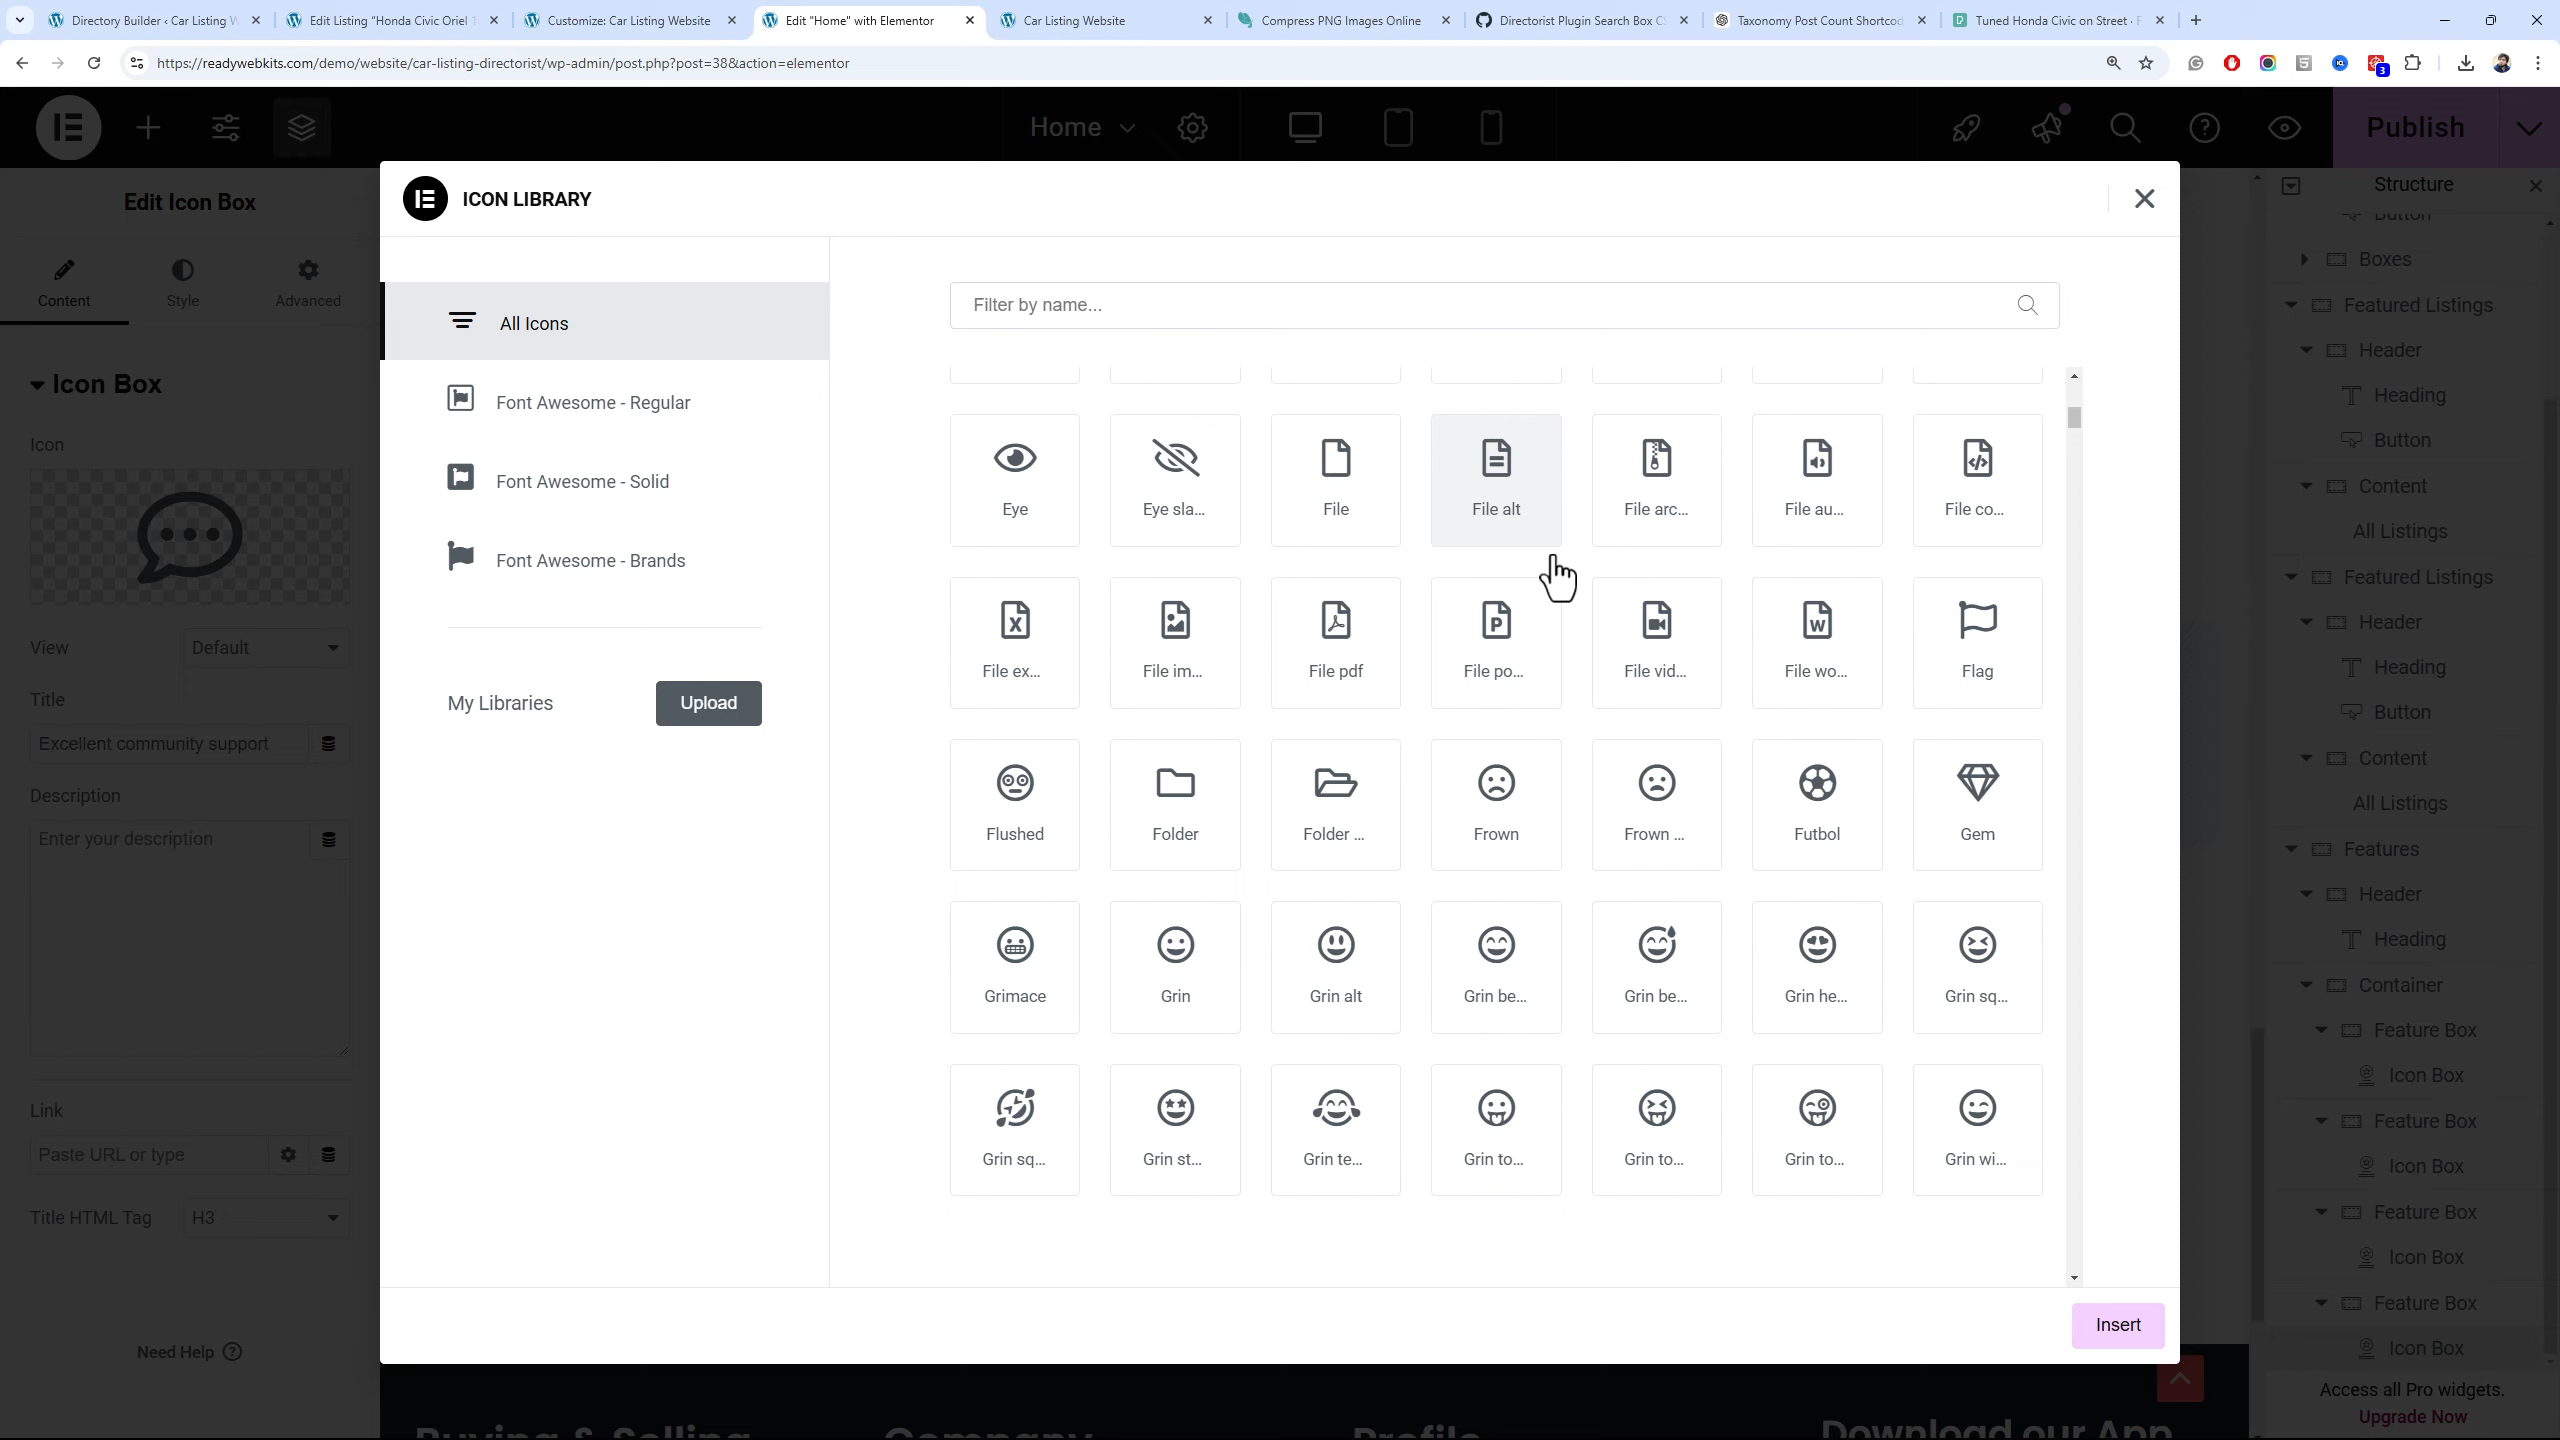 Directory Builder ‹ Car Listing W
Edit Listing "Honda Civic Oriel 1
Customize: Car Listing Website
Edit "Home" with Elementor
Car Listing Website
Compress PNG Images Online
Directorist Plugin Search Box C
Taxonomy Post Count Shortcod
Tuned Honda Civic on Street · F
https://readywebkits.com/demo/website/car-listing-directorist/wp-admin/post.php?post=38&action=elementor
3
Home
Publish
Edit Icon Box
Content
Style
Advanced
Icon Box
Icon
View
Default
Title
Excellent community support
Description
Enter your description
Link
Paste URL or type
Title HTML Tag
H3
Need Help
ICON LIBRARY
All Icons
Font Awesome - Regular
Font Awesome - Solid
Font Awesome - Brands
My Libraries
Upload
Filter by name...
Eye
Eye sla...
File
File alt
File arc...
File au...
File co...
File ex...
File im...
File pdf
File po...
File vid...
File wo...
Flag
Flushed
Folder
Folder ...
Frown
Frown ...
Futbol
Gem
Grimace
Grin
Grin alt
Grin be...
Grin be...
Grin he...
Grin sq...
Grin sq...
Grin st...
Grin te...
Grin to...
Grin to...
Grin to...
Grin wi...
Insert
Structure
Button
Boxes
Featured Listings
Header
Heading
Button
Content
All Listings
Featured Listings
Header
Heading
Button
Content
All Listings
Features
Header
Heading
Container
Feature Box
Icon Box
Feature Box
Icon Box
Feature Box
Icon Box
Feature Box
Icon Box
Access all Pro widgets.
Upgrade Now
Buying & Selling
Company
Profile
Download our App